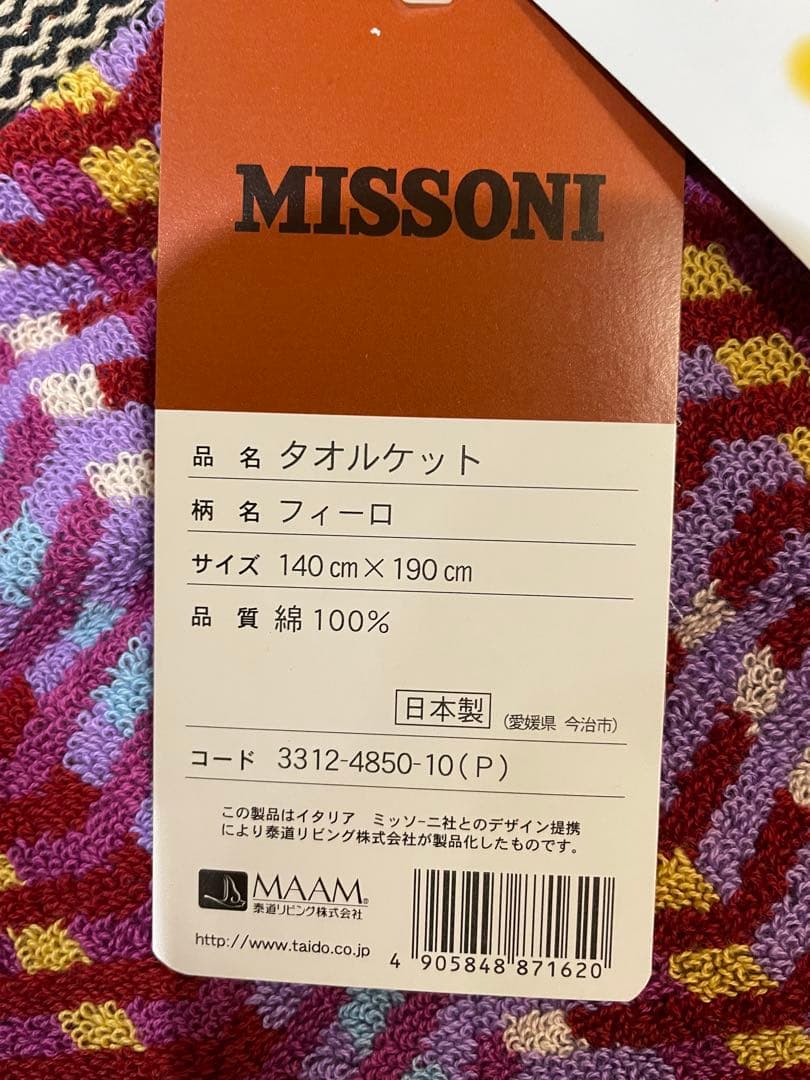 MISSONI
品 名 タオルケット
柄 名 フィーロ
サイズ 140㎝×190㎝
品 質 綿100%
日本製 (愛媛県 今治市)
コード 3312-4850-10(P)
この製品はイタリア ミッソーニ社とのデザイン提携
により泰道リビング株式会社が製品化したものです。
MAAM®
泰道リビング株式会社
http://www.taido.co.jp
4 905848 871620